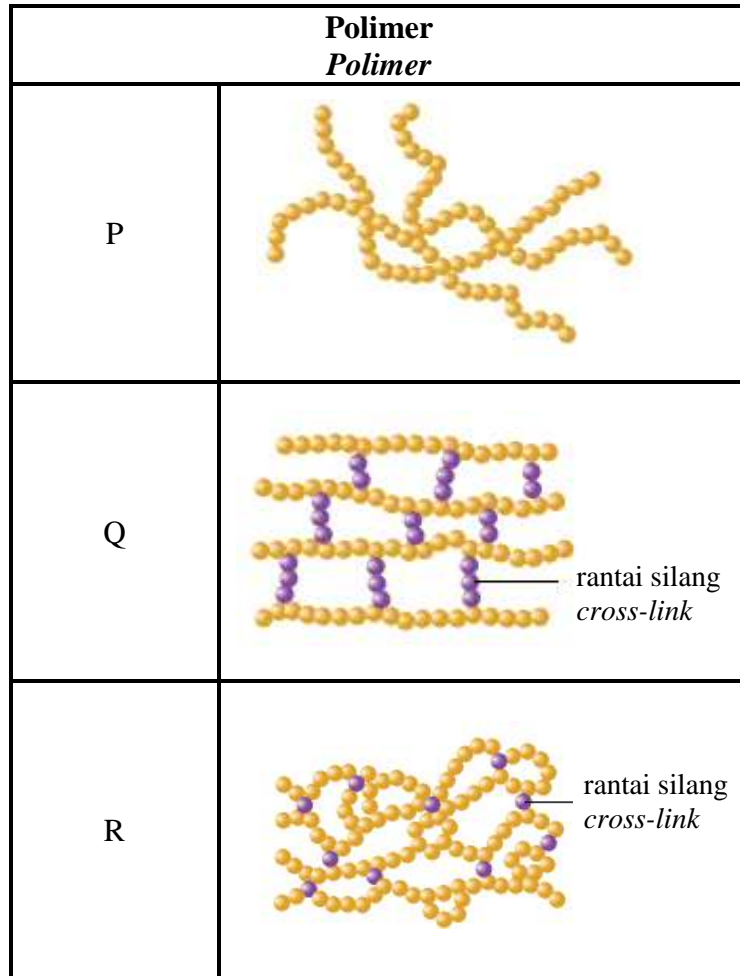 Polimer
Polimer
P
Q
rantai silang
cross-link
R
rantai silang
cross-link